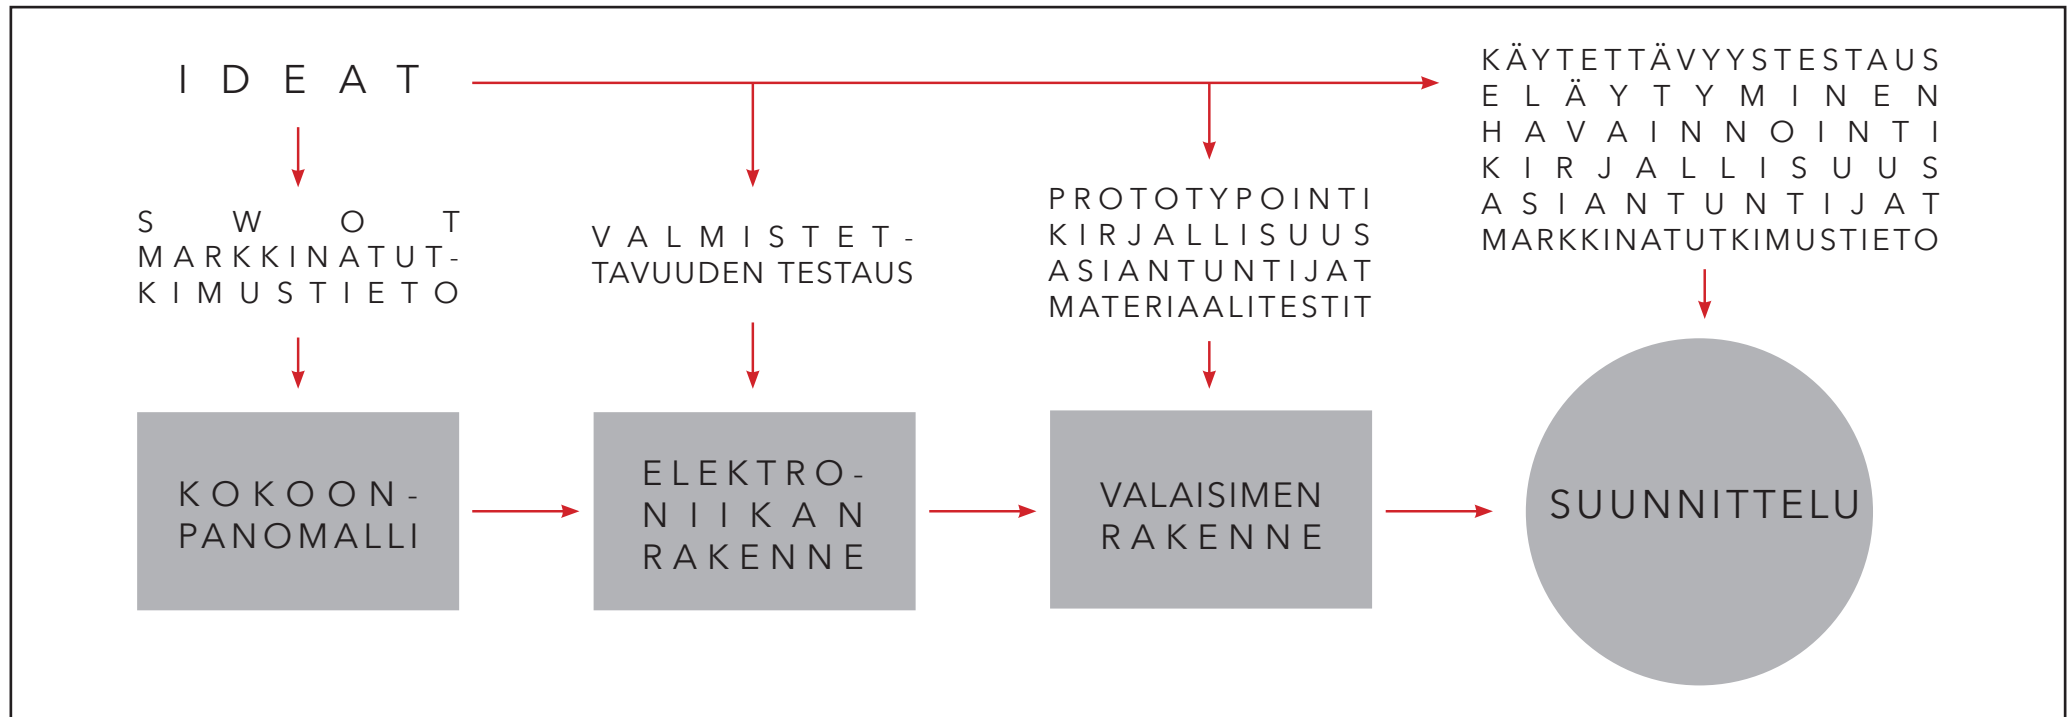 IDEAT
SWOT
MARKKINATUT-
KIMUSTIETO
VALMISTET-
TAVUUDEN TESTAUS
PROTOTYPOINTI
KIRJALLISUUS
ASIANTUNTIJAT
MATERIAALITESTIT
KÄYTETTÄVYYSTESTAUS
ELÄYTYMINEN
HAVAINNOINTI
KIRJALLISUUS
ASIANTUNTIJAT
MARKKINATUTKIMUSTIETO
KOKOON-
PANOMALLI
ELEKTRO-
NIIKAN
RAKENNE
VALAISIMEN
RAKENNE
SUUNNITTELU